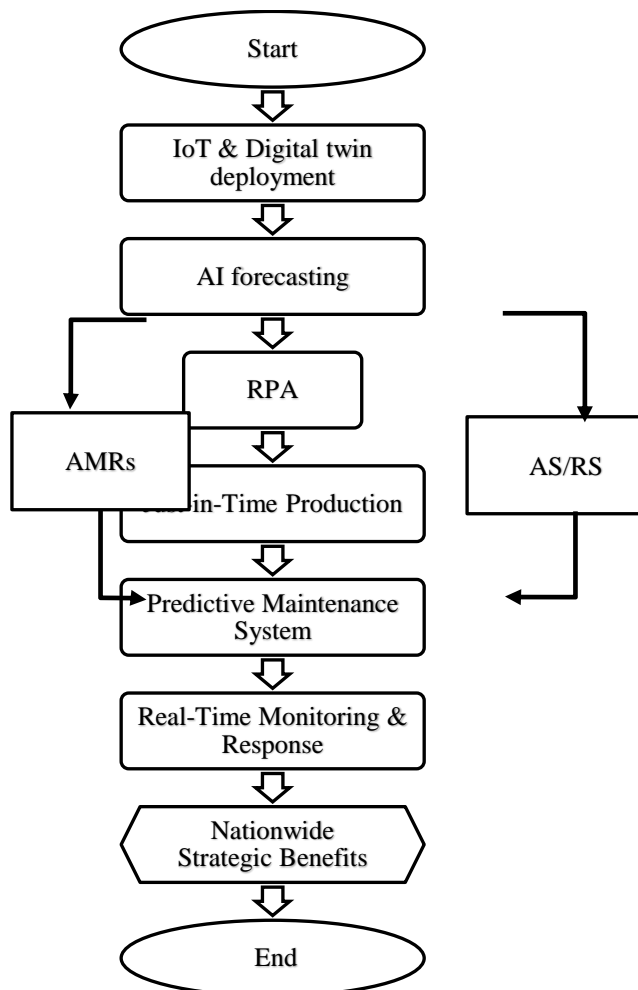 Start
IoT & Digital twin
deployment
AI forecasting
RPA
AMRs
AS/RS
Just-in-Time Production
Predictive Maintenance
System
Real-Time Monitoring &
Response
Nationwide
Strategic Benefits
End